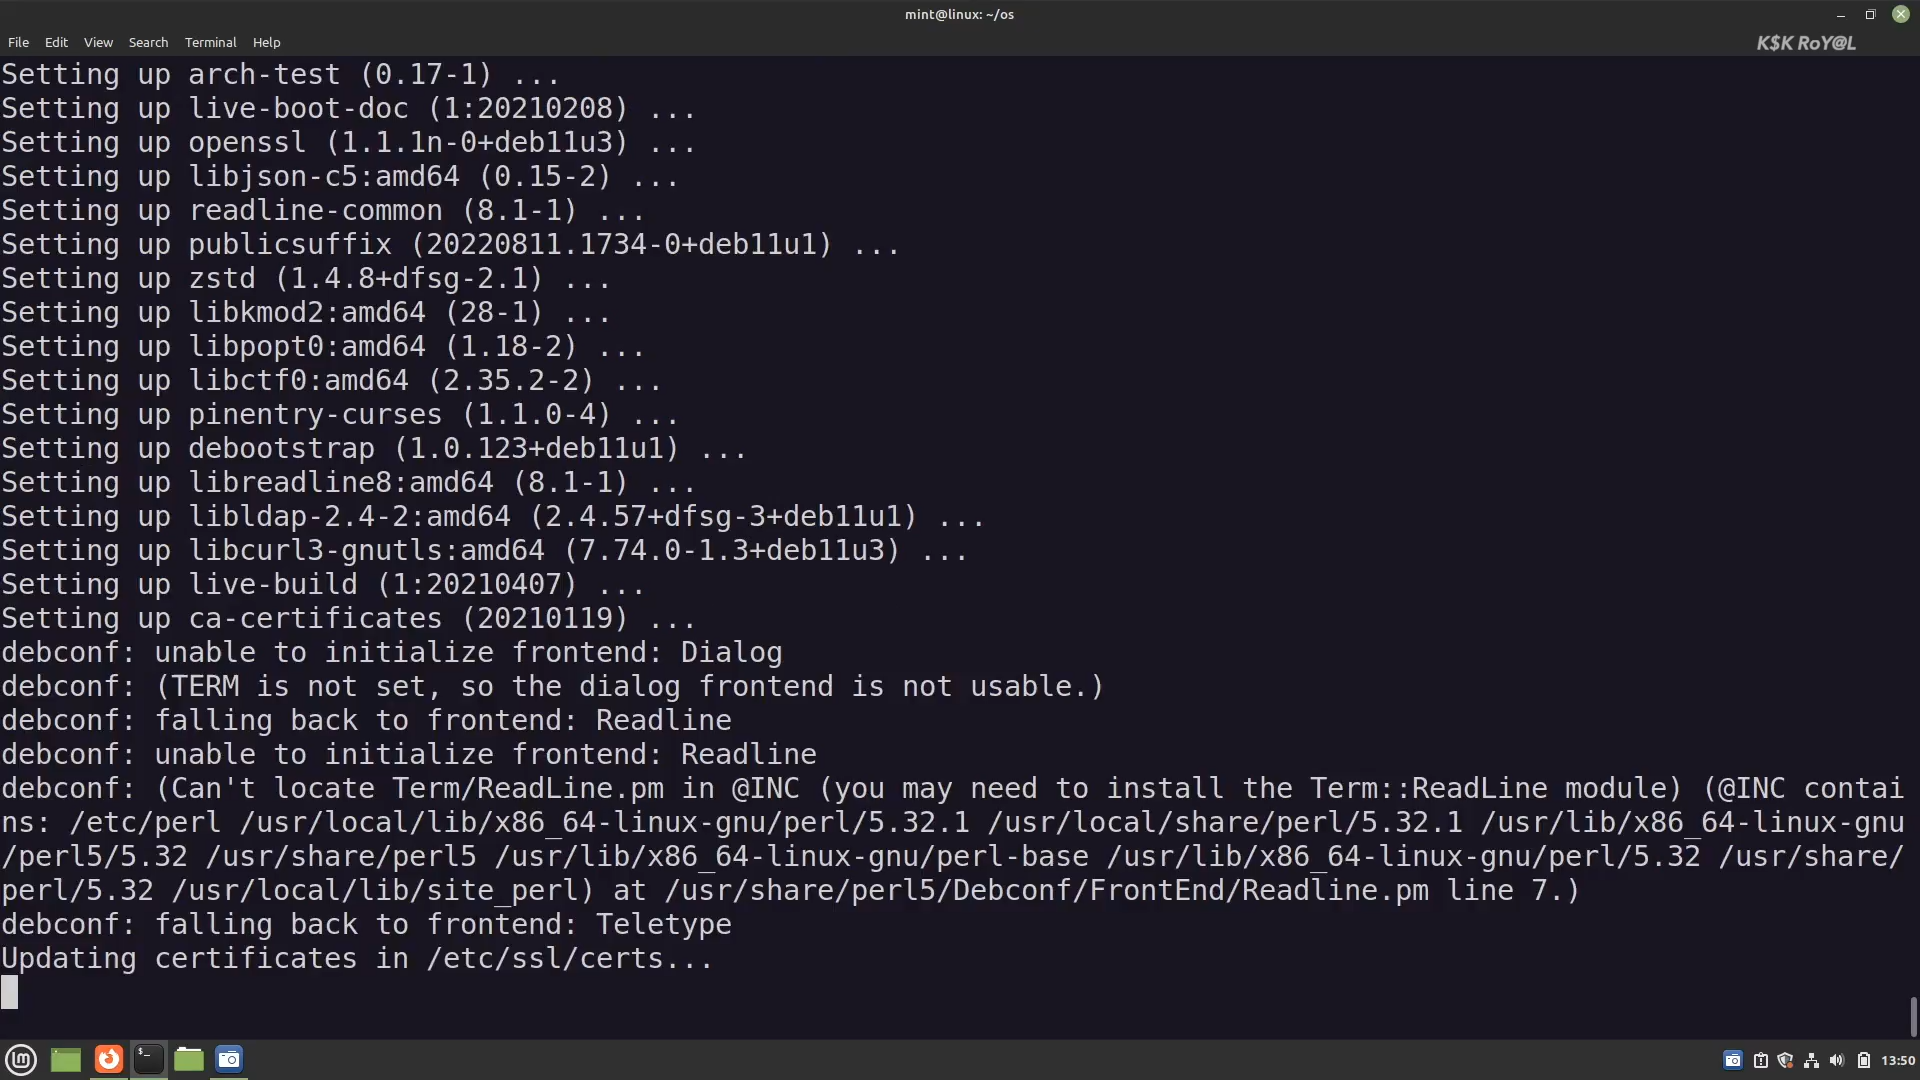 mint@linux: ~/os
File Edit View Search Terminal Help
K$K RoY@L
Setting up arch-test (0.17-1) ...
Setting up live-boot-doc (1:20210208) ...
Setting up openssl (1.1.1n-0+deb11u3) ...
Setting up libjson-c5:amd64 (0.15-2) ...
Setting up readline-common (8.1-1) ...
Setting up publicsuffix (20220811.1734-0+deb11u1) ...
Setting up zstd (1.4.8+dfsg-2.1) ...
Setting up libkmod2:amd64 (28-1) ...
Setting up libpopt0:amd64 (1.18-2) ...
Setting up libctf0:amd64 (2.35.2-2) ...
Setting up pinentry-curses (1.1.0-4) ...
Setting up debootstrap (1.0.123+deb11u1) ...
Setting up libreadline8:amd64 (8.1-1) ...
Setting up libldap-2.4-2:amd64 (2.4.57+dfsg-3+deb11u1) ...
Setting up libcurl3-gnutls:amd64 (7.74.0-1.3+deb11u3) ...
Setting up live-build (1:20210407) ...
Setting up ca-certificates (20210119) ...
debconf: unable to initialize frontend: Dialog
debconf: (TERM is not set, so the dialog frontend is not usable.)
debconf: falling back to frontend: Readline
debconf: unable to initialize frontend: Readline
debconf: (Can't locate Term/ReadLine.pm in @INC (you may need to install the Term::ReadLine module) (@INC contai
ns: /etc/perl /usr/local/lib/x86_64-linux-gnu/perl/5.32.1 /usr/local/share/perl/5.32.1 /usr/lib/x86_64-linux-gnu
/perl5/5.32 /usr/share/perl5 /usr/lib/x86_64-linux-gnu/perl-base /usr/lib/x86_64-linux-gnu/perl/5.32 /usr/share/
perl/5.32 /usr/local/lib/site_perl) at /usr/share/perl5/Debconf/FrontEnd/Readline.pm line 7.)
debconf: falling back to frontend: Teletype
Updating certificates in /etc/ssl/certs...
13:50